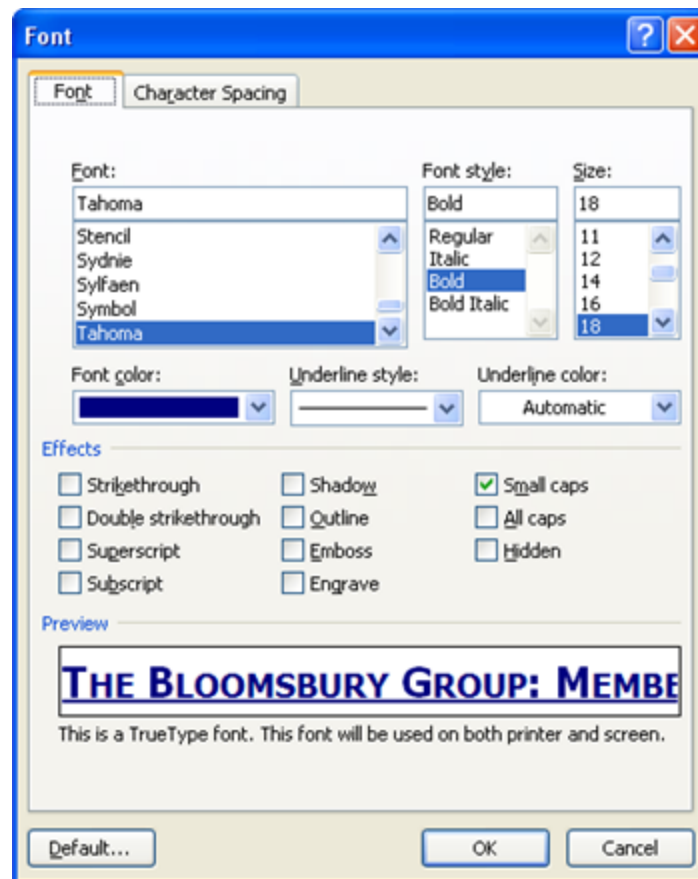 Font
Font Character Spacing
Font: Font style: Size:
Tahoma Bold 18
Stencil Regular 11
Sydnie Italic 12
Sylfaen Bold 14
Symbol Bold Italic 16
Tahoma 18
Font color: Underline style: Underline color:
Automatic
Effects
Strikethrough Shadow Small caps
Double strikethrough Outline All caps
Superscript Emboss Hidden
Subscript Engrave
Preview
THE BLOOMSBURY GROUP: MEMBE
This is a TrueType font. This font will be used on both printer and screen.
Default... OK Cancel